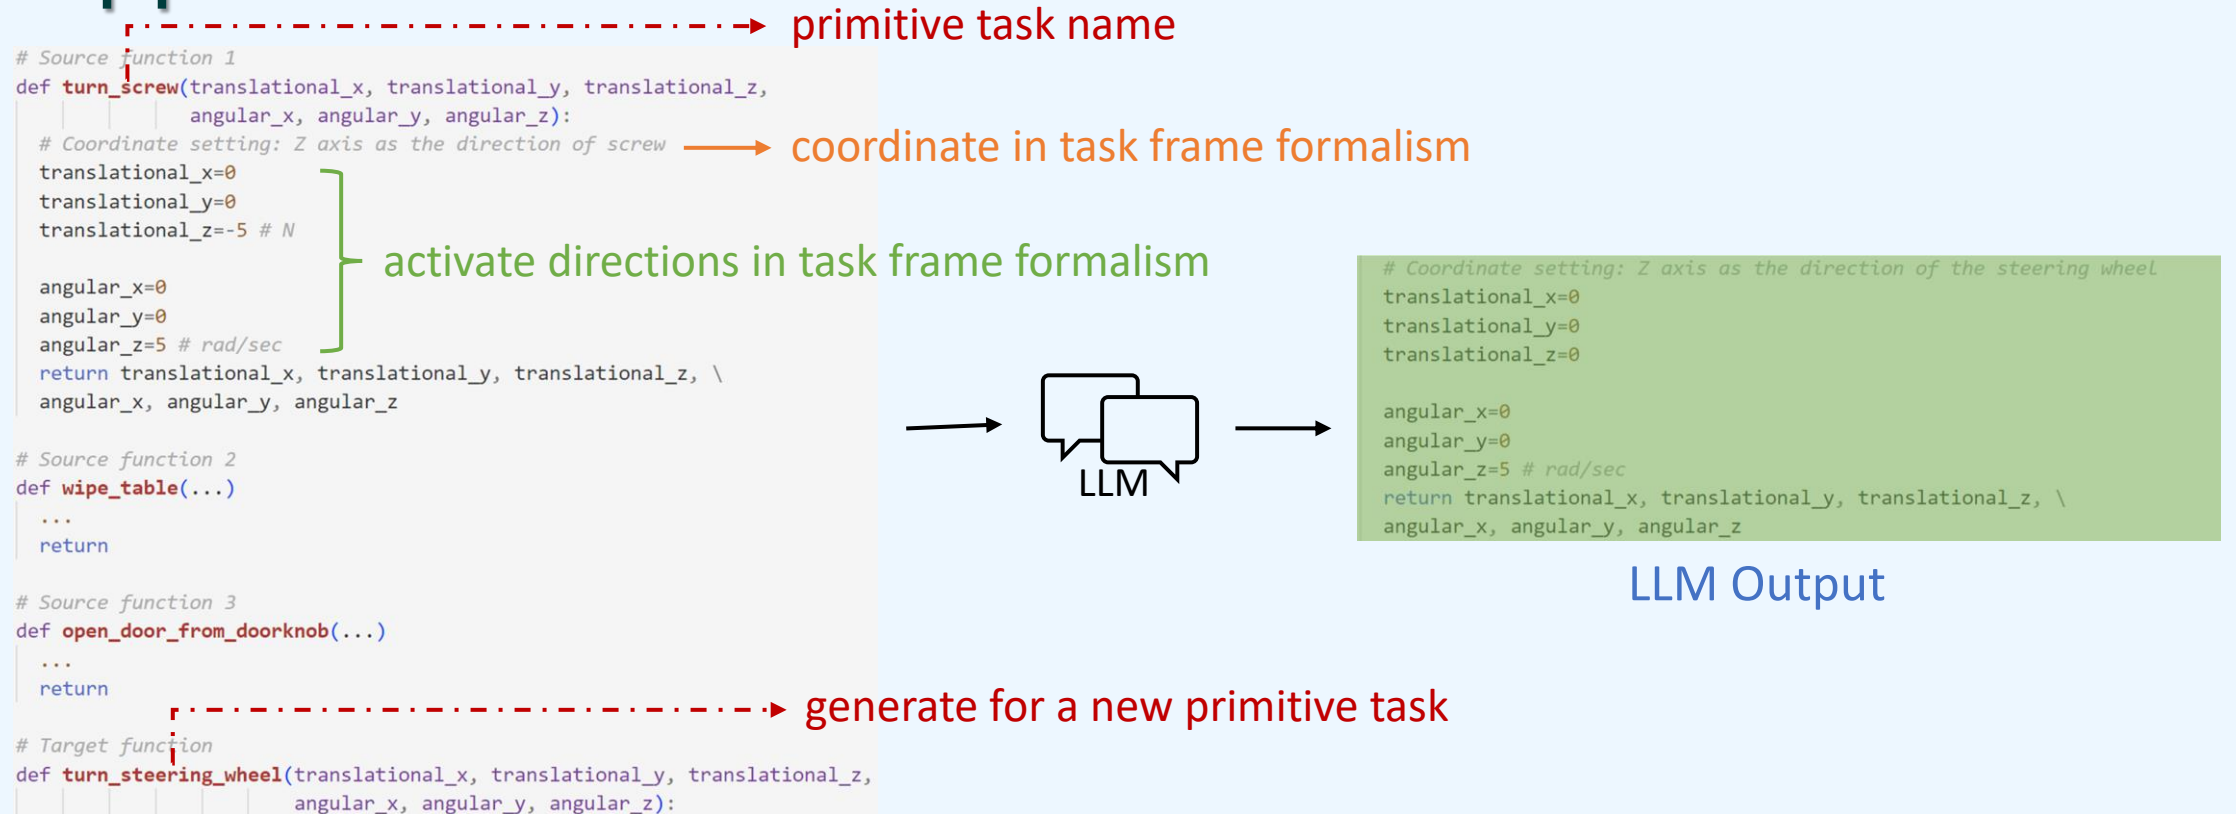 primitive task name
# Source function 1
def turn_screw(translational_x, translational_y, translational_z,
angular_x, angular_y, angular_z):
# Coordinate setting: Z axis as the direction of screw
coordinate in task frame formalism
translational_x=0
translational_y=0
translational_z=-5 # N
activate directions in task frame formalism
angular_x=0
angular_y=0
angular_z=5 # rad/sec
return translational_x, translational_y, translational_z, \
angular_x, angular_y, angular_z
# Source function 2
def wipe_table(...)
...
return
# Source function 3
def open_door_from_doorknob(...)
...
return
generate for a new primitive task
# Target function
def turn_steering_wheel(translational_x, translational_y, translational_z,
angular_x, angular_y, angular_z):
LLM
# Coordinate setting: Z axis as the direction of the steering wheel
translational_x=0
translational_y=0
translational_z=0
angular_x=0
angular_y=0
angular_z=5 # rad/sec
return translational_x, translational_y, translational_z, \
angular_x, angular_y, angular_z
LLM Output